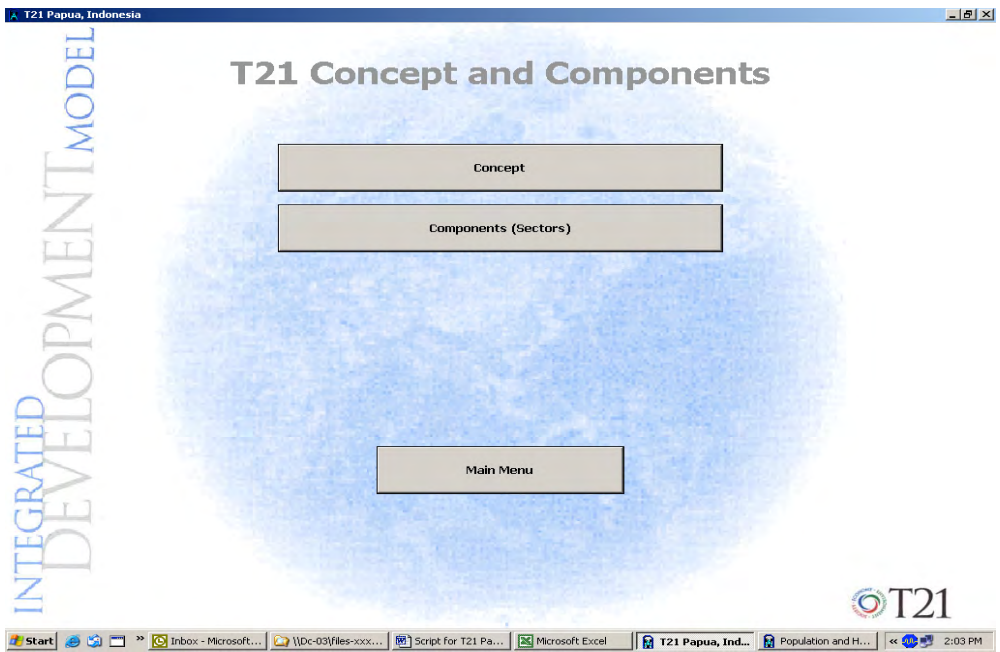 T21 Papua, Indonesia
INTEGRATED
DEVELOPMENT MODEL
T21 Concept and Components
Concept
Components (Sectors)
Main Menu
T21
Start
»
Inbox - Microsoft...
\\Dc-03\files-xxx...
Script for T21 Pa...
Microsoft Excel
T21 Papua, Ind...
Population and H...
«
2:03 PM